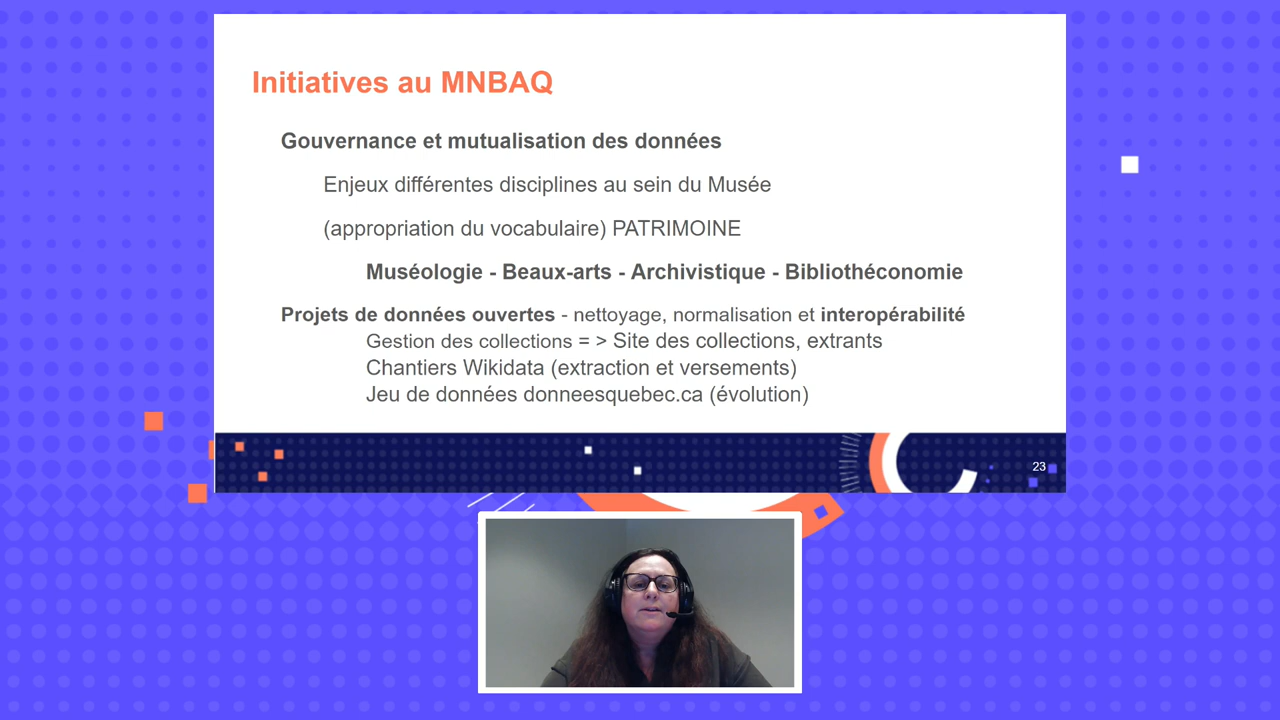 Initiatives au MNBAQ
Gouvernance et mutualisation des données
Enjeux différentes disciplines au sein du Musée
(appropriation du vocabulaire) PATRIMOINE
Muséologie - Beaux-arts - Archivistique - Bibliothéconomie
Projets de données ouvertes - nettoyage, normalisation et interopérabilité
Gestion des collections = > Site des collections, extrants
Chantiers Wikidata (extraction et versements)
Jeu de données donneesquebec.ca (évolution)
23